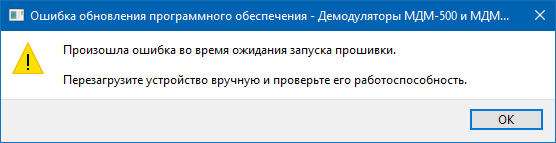 Ошибка обновления программного обеспечения - Демодуляторы МДМ-500 и МДМ...
Произошла ошибка во время ожидания запуска прошивки.
Перезагрузите устройство вручную и проверьте его работоспособность.
ОК